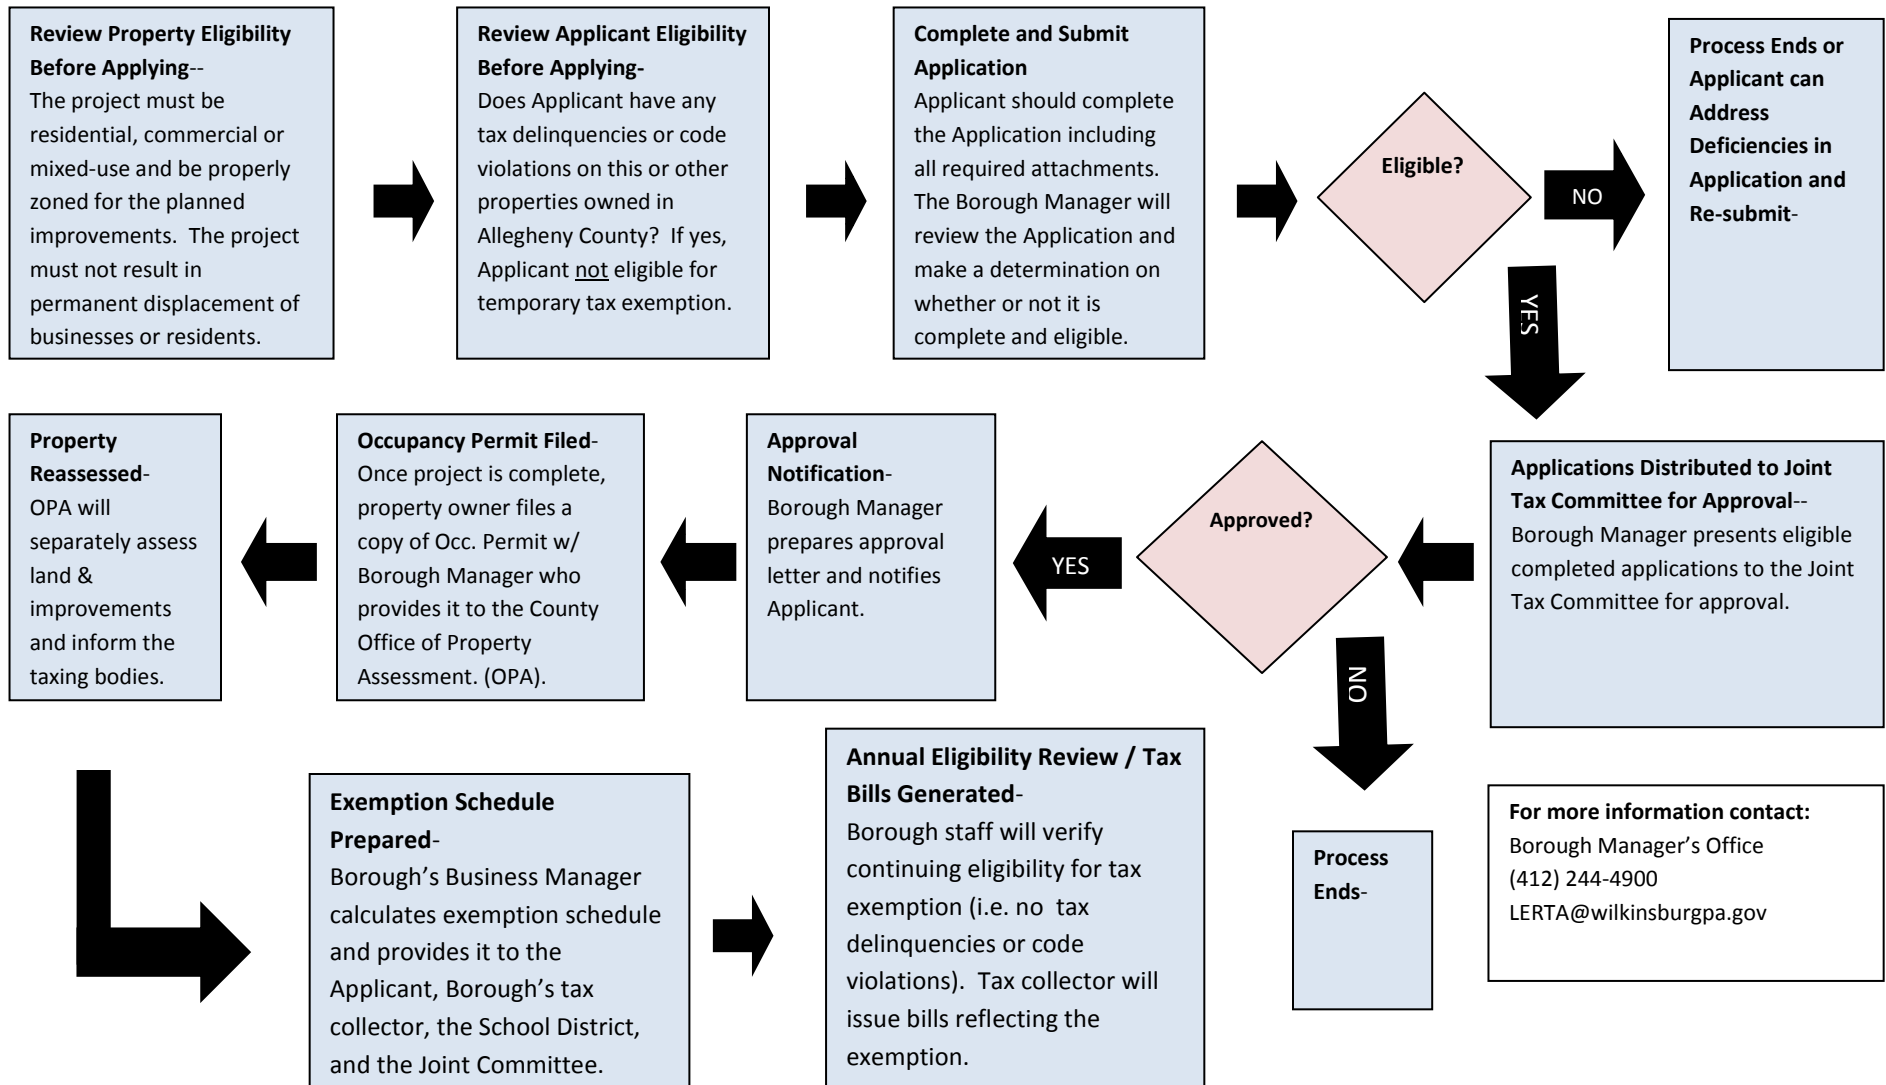 Review Property Eligibility
Before Applying--
The project must be
residential, commercial or
mixed-use and be properly
zoned for the planned
improvements.  The project
must not result in
permanent displacement of
businesses or residents.
Review Applicant Eligibility
Before Applying-
Does Applicant have any
tax delinquencies or code
violations on this or other
properties owned in
Allegheny County?  If yes,
Applicant not eligible for
temporary tax exemption.
Complete and Submit
Application
Applicant should complete
the Application including
all required attachments.
The Borough Manager will
review the Application and
make a determination on
whether or not it is
complete and eligible.
Eligible?
NO
Process Ends or
Applicant can
Address
Deficiencies in
Application and
Re-submit-
YES
Applications Distributed to Joint
Tax Committee for Approval--
Borough Manager presents eligible
completed applications to the Joint
Tax Committee for approval.
Approved?
YES
Approval
Notification-
Borough Manager
prepares approval
letter and notifies
Applicant.
Occupancy Permit Filed-
Once project is complete,
property owner files a
copy of Occ. Permit w/
Borough Manager who
provides it to the County
Office of Property
Assessment. (OPA).
Property
Reassessed-
OPA will
separately assess
land &
improvements
and inform the
taxing bodies.
NO
Process
Ends-
Exemption Schedule
Prepared-
Borough's Business Manager
calculates exemption schedule
and provides it to the
Applicant, Borough's tax
collector, the School District,
and the Joint Committee.
Annual Eligibility Review / Tax
Bills Generated-
Borough staff will verify
continuing eligibility for tax
exemption (i.e. no  tax
delinquencies or code
violations).  Tax collector will
issue bills reflecting the
exemption.
For more information contact:
Borough Manager's Office
(412) 244-4900
LERTA@wilkinsburgpa.gov